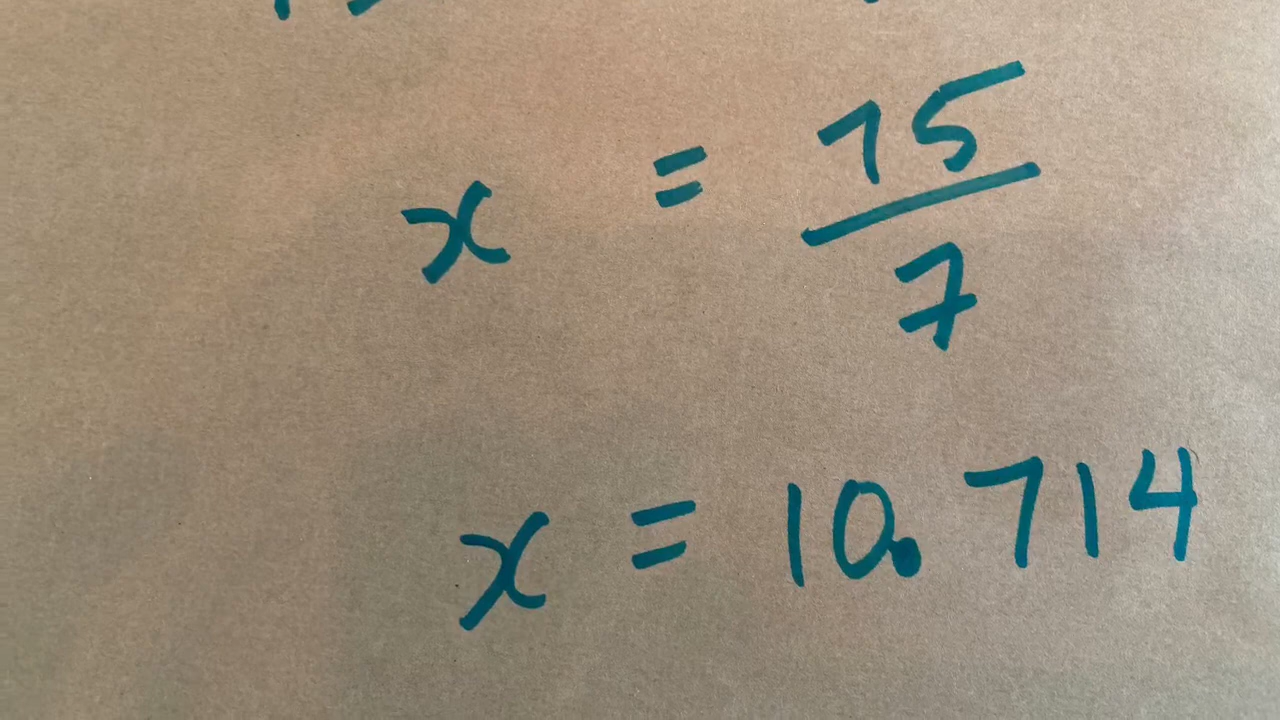 x = 75/7
x = 10.714